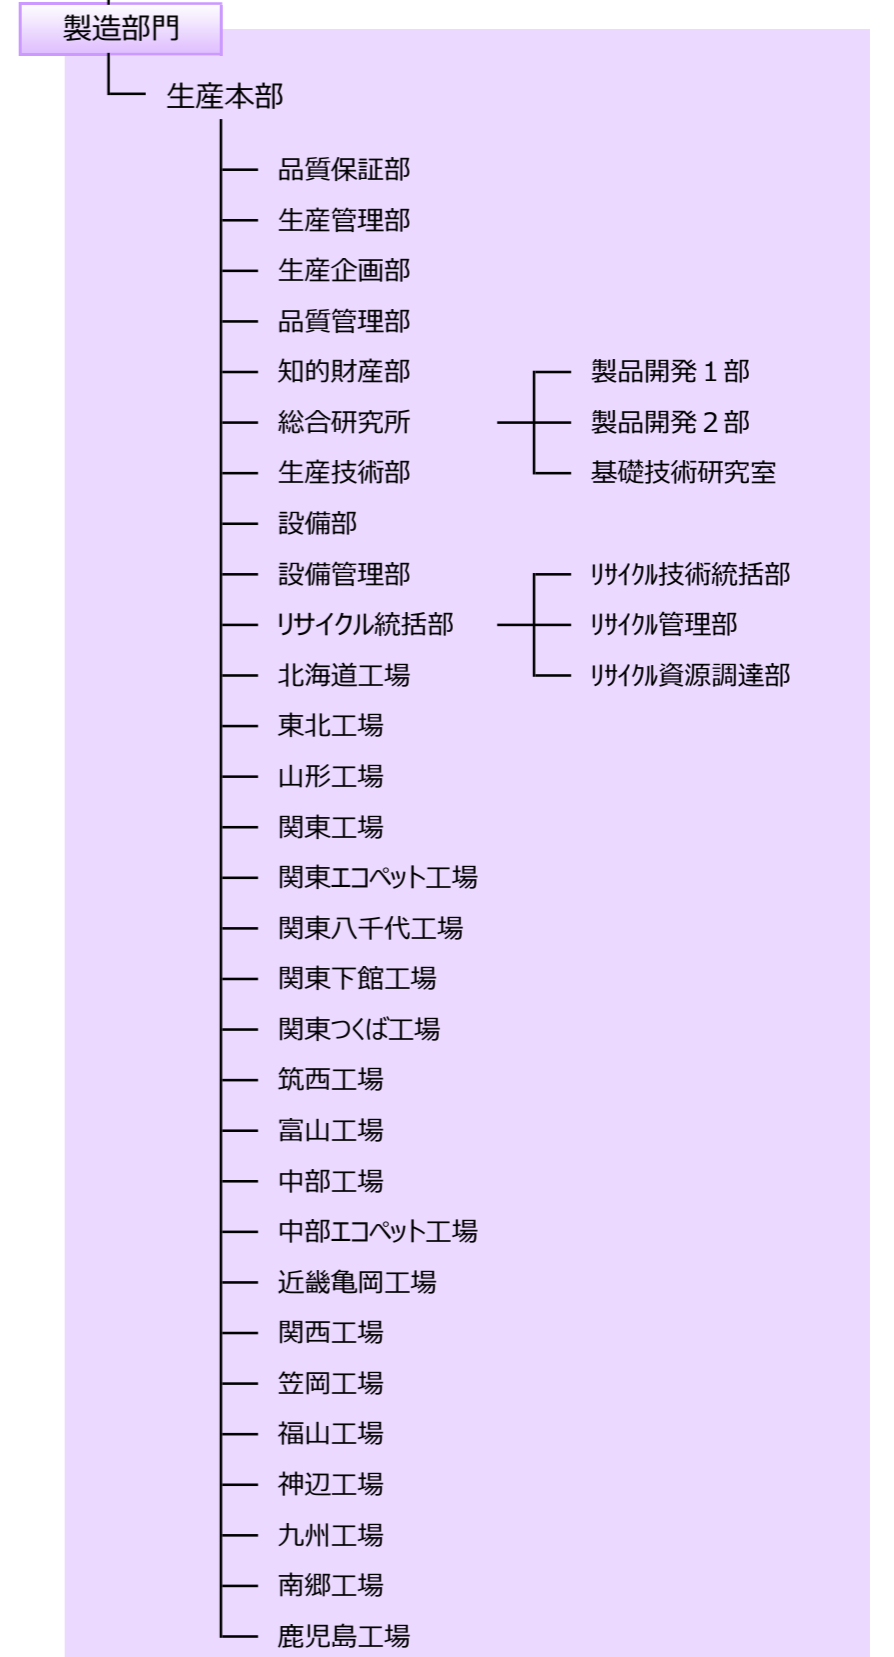 製造部門
生産本部
品質保証部
生産管理部
生産企画部
品質管理部
知的財産部
製品開発１部
総合研究所
製品開発２部
生産技術部
基礎技術研究室
設備部
設備管理部
ﾘｻｲｸﾙ技術統括部
リサイクル統括部
ﾘｻｲｸﾙ管理部
北海道工場
ﾘｻｲｸﾙ資源調達部
東北工場
山形工場
関東工場
関東エコペット工場
関東八千代工場
関東下館工場
関東つくば工場
筑西工場
富山工場
中部工場
中部エコペット工場
近畿亀岡工場
関西工場
笠岡工場
福山工場
神辺工場
九州工場
南郷工場
鹿児島工場